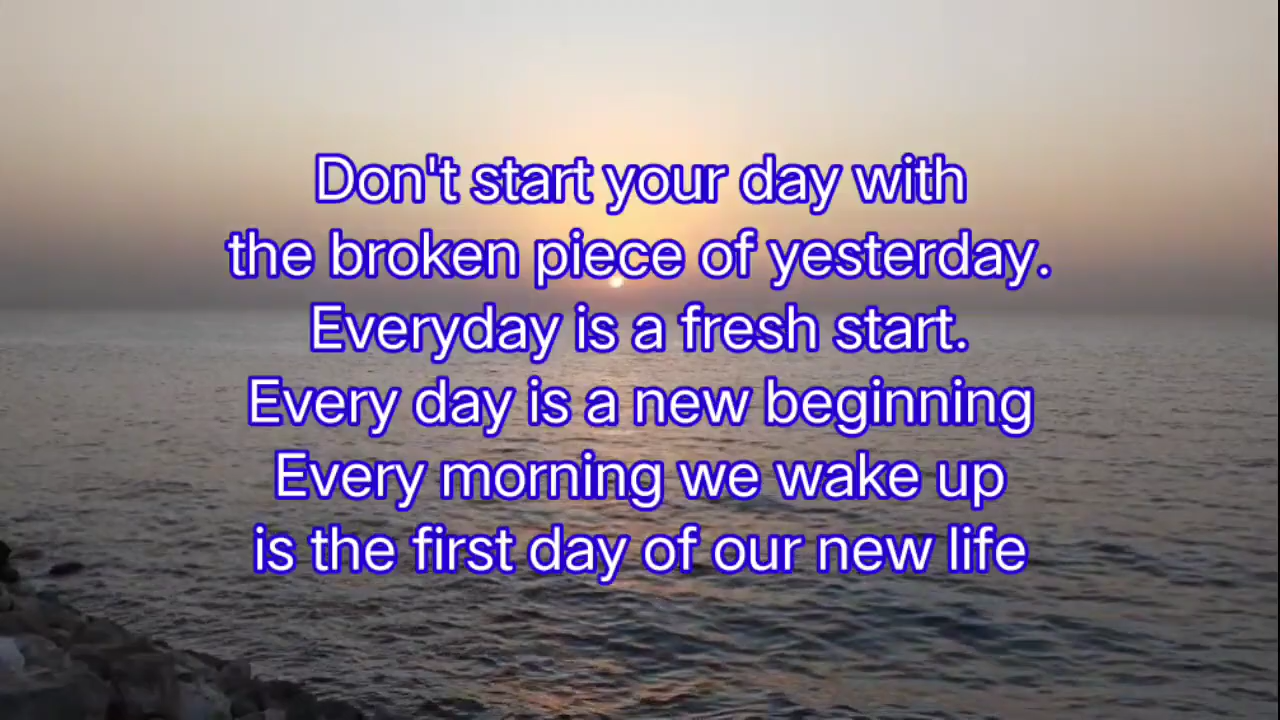 Don't start your day with
the broken piece of yesterday.
Everyday is a fresh start.
Every day is a new beginning
Every morning we wake up
is the first day of our new life